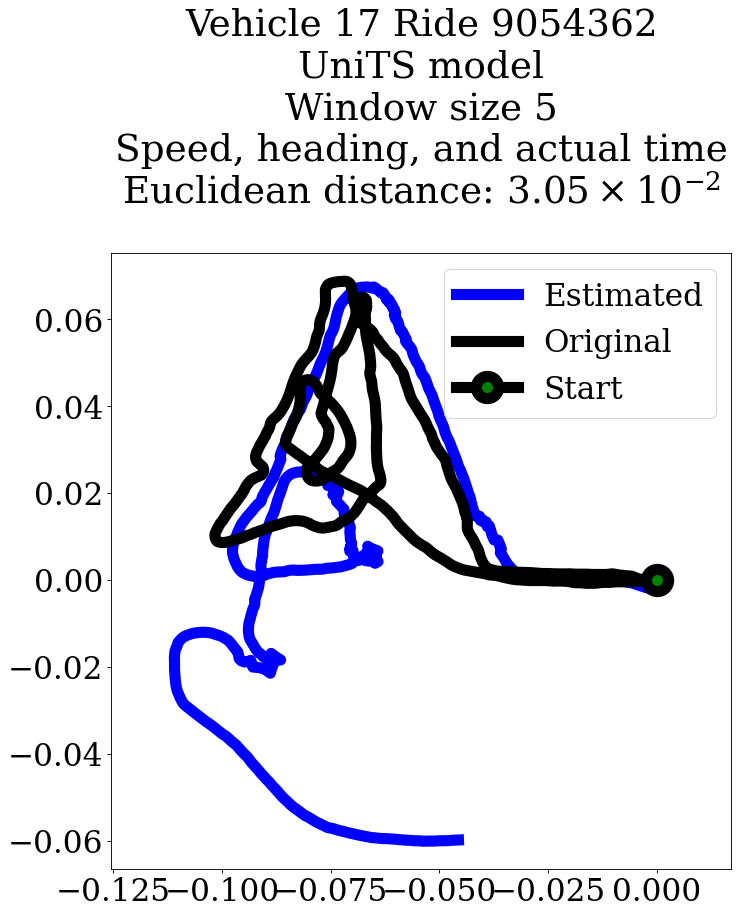 Vehicle 17 Ride 9054362
UniTS model
Window size 5
Speed, heading, and actual time
Euclidean distance: 3.05 × 10⁻²
Estimated
Original
Start
0.06
0.04
0.02
0.00
−0.02
−0.04
−0.06
−0.125 −0.100 −0.075 −0.050 −0.025 0.000